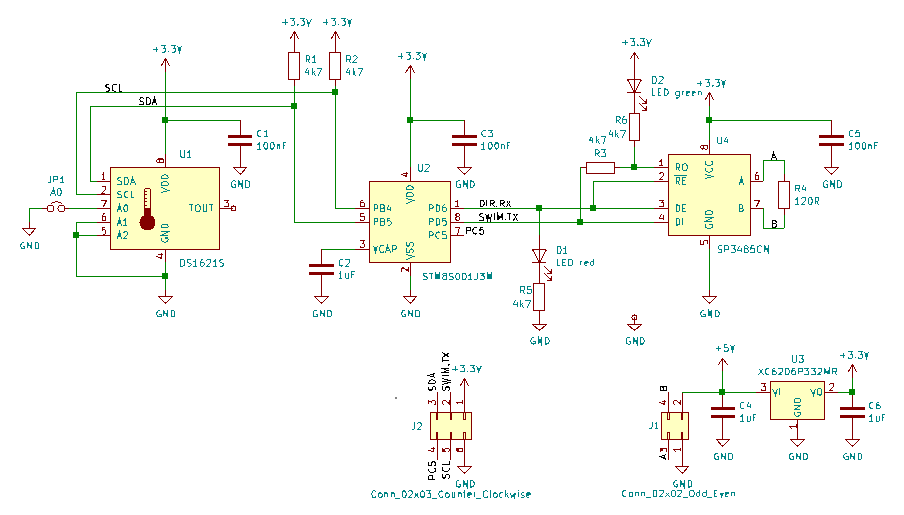 +3.3V
+3.3V
+3.3V
R1
4k7
R2
4k7
SCL
SDA
C1
100nF
GND
8
U1
JP1
A0
GND
1
2
7
6
5
SDA
SCL
A0
A1
A2
VDD
GND
TOUT
3
4
DS1621S
GND
+3.3V
C3
100nF
GND
4
U2
6
5
3
PB4
PB5
VCAP
VDD
VSS
PD6
PD5
PC5
1
8
7
DIR,RX
SWIM,TX
PC5
2
STM8S001J3M
GND
C2
1uF
GND
+3.3V
D2
LED green
R6
4k7
4k7
R3
D1
LED red
R5
4k7
GND
GND
+3.3V
C5
100nF
GND
8
U4
1
2
3
4
RO
RE
DE
DI
VCC
GND
A
B
6
7
A
B
R4
120R
5
SP3485CN
GND
SDA
SWIM,TX
+3.3V
3
2
1
J2
4
5
6
PC5
SCL
GND
Conn_02x03_Counter_Clockwise
B
4
2
J1
A
3
1
GND
Conn_02x02_Odd_Even
+5V
C4
1uF
GND
U3
XC6206P332MR
3
VI
VO
2
GND
1
GND
+3.3V
C6
1uF
GND